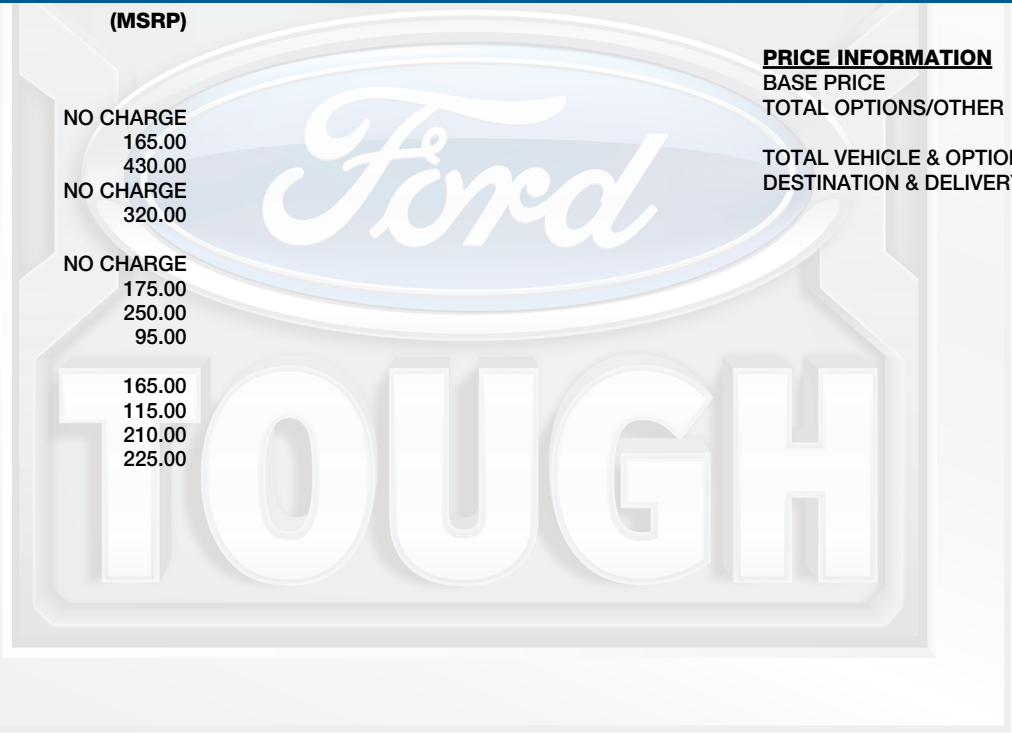 (MSRP)
NO CHARGE
165.00
430.00
NO CHARGE
320.00
NO CHARGE
175.00
250.00
95.00
165.00
115.00
210.00
225.00
PRICE INFORMATION
BASE PRICE
TOTAL OPTIONS/OTHER
TOTAL VEHICLE & OPTION
DESTINATION & DELIVERY
Ford
TOUGH